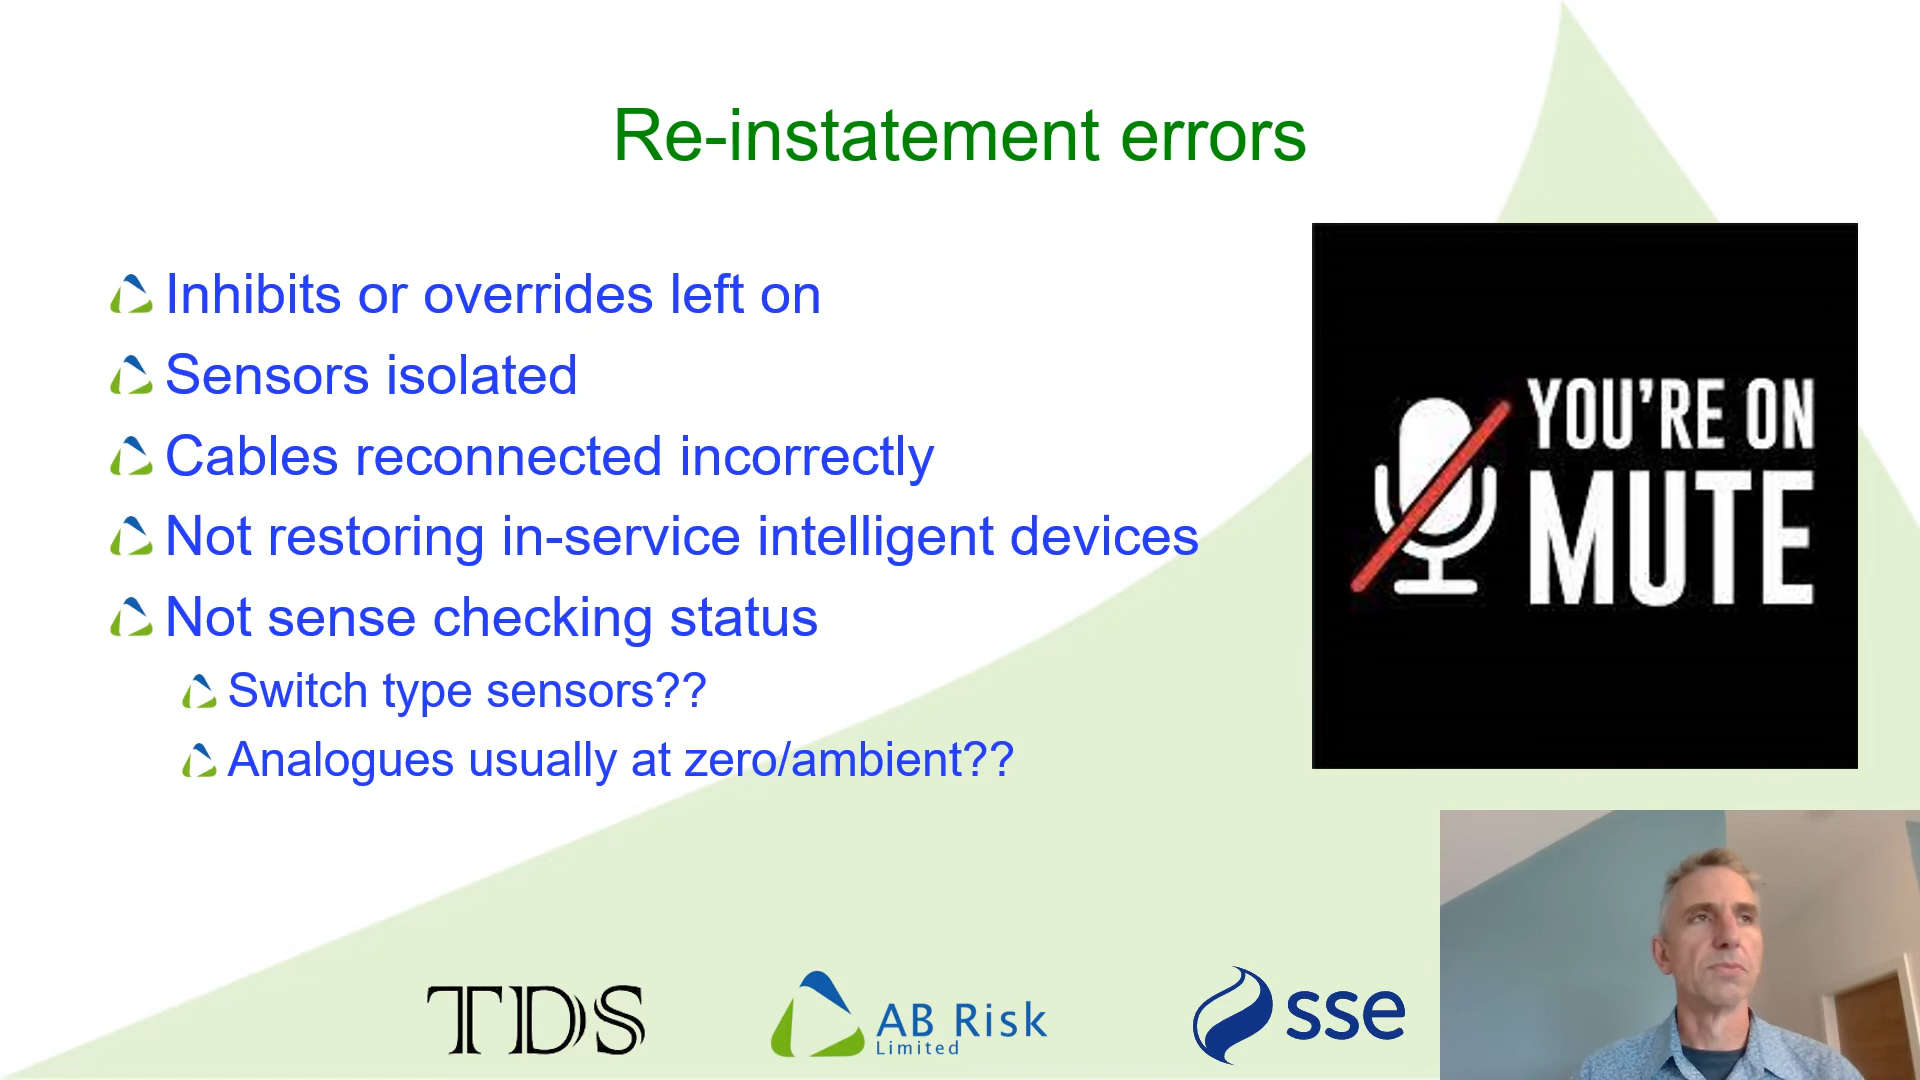 Re-instatement errors
Inhibits or overrides left on
Sensors isolated
Cables reconnected incorrectly
Not restoring in-service intelligent devices
Not sense checking status
Switch type sensors??
Analogues usually at zero/ambient??
YOU'RE ON
MUTE
TDS
AB Risk
Limited
sse